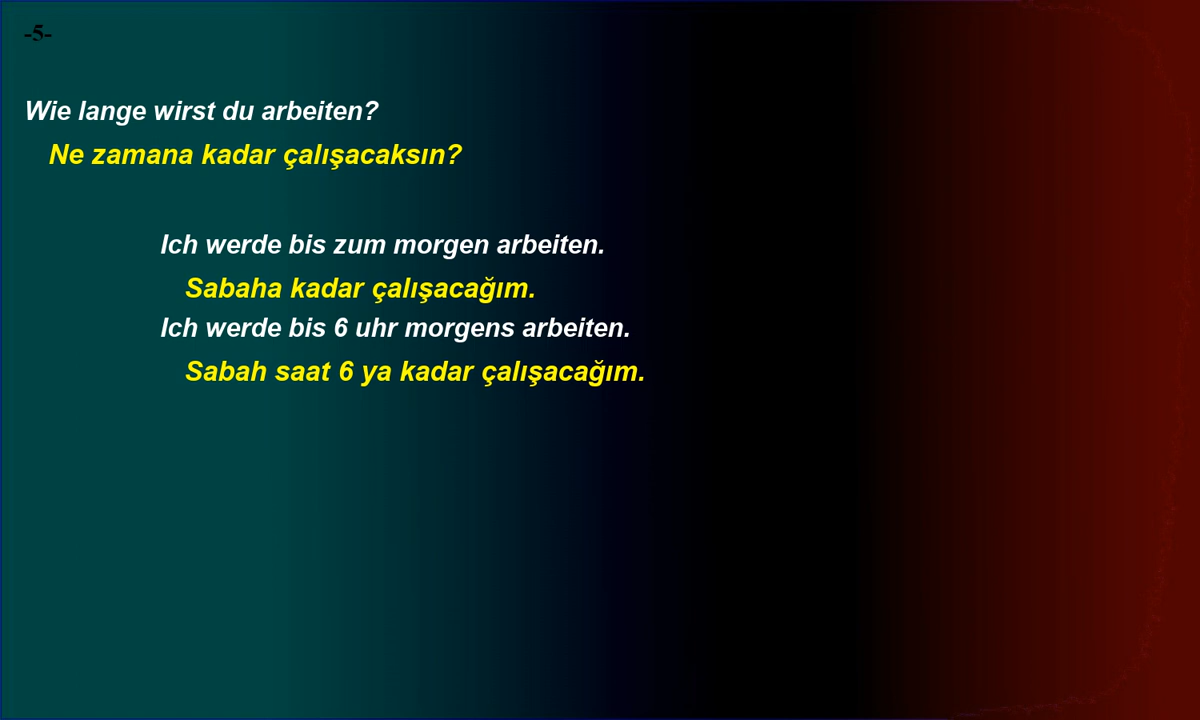 -5-
Wie lange wirst du arbeiten?
Ne zamana kadar çalışacaksın?
Ich werde bis zum morgen arbeiten.
Sabaha kadar çalışacağım.
Ich werde bis 6 uhr morgens arbeiten.
Sabah saat 6 ya kadar çalışacağım.